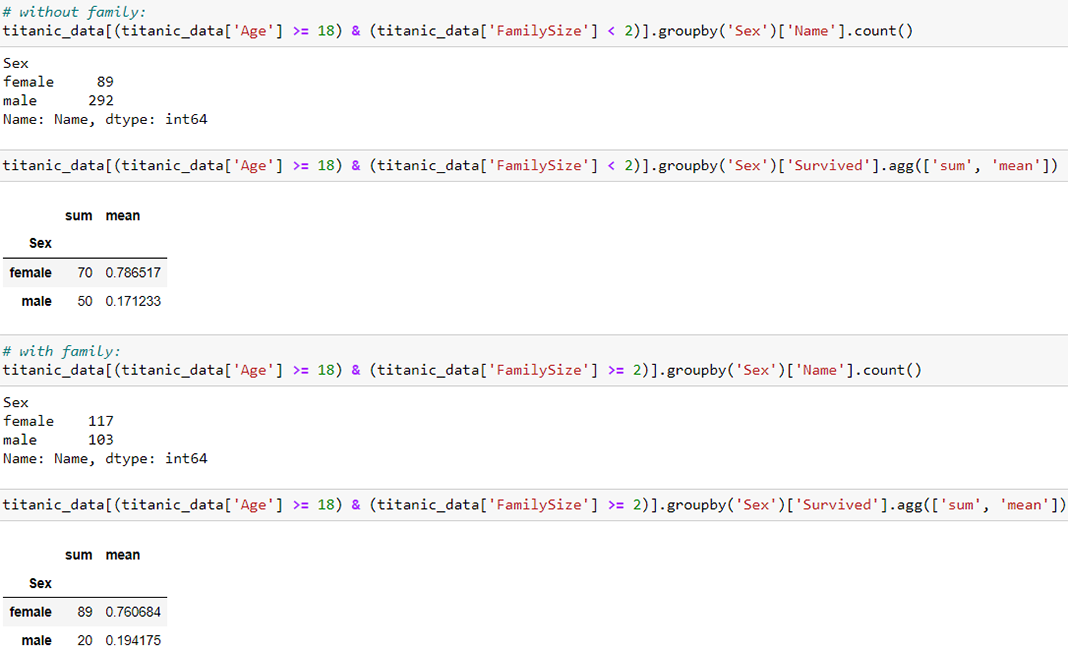 # without family:
titanic_data[(titanic_data['Age'] >= 18) & (titanic_data['FamilySize'] < 2)].groupby('Sex')['Name'].count()
Sex
female     89
male      292
Name: Name, dtype: int64
titanic_data[(titanic_data['Age'] >= 18) & (titanic_data['FamilySize'] < 2)].groupby('Sex')['Survived'].agg(['sum', 'mean'])
sum mean
Sex
female 70 0.786517
male 50 0.171233
# with family:
titanic_data[(titanic_data['Age'] >= 18) & (titanic_data['FamilySize'] >= 2)].groupby('Sex')['Name'].count()
Sex
female    117
male      103
Name: Name, dtype: int64
titanic_data[(titanic_data['Age'] >= 18) & (titanic_data['FamilySize'] >= 2)].groupby('Sex')['Survived'].agg(['sum', 'mean'])
sum mean
Sex
female 89 0.760684
male 20 0.194175